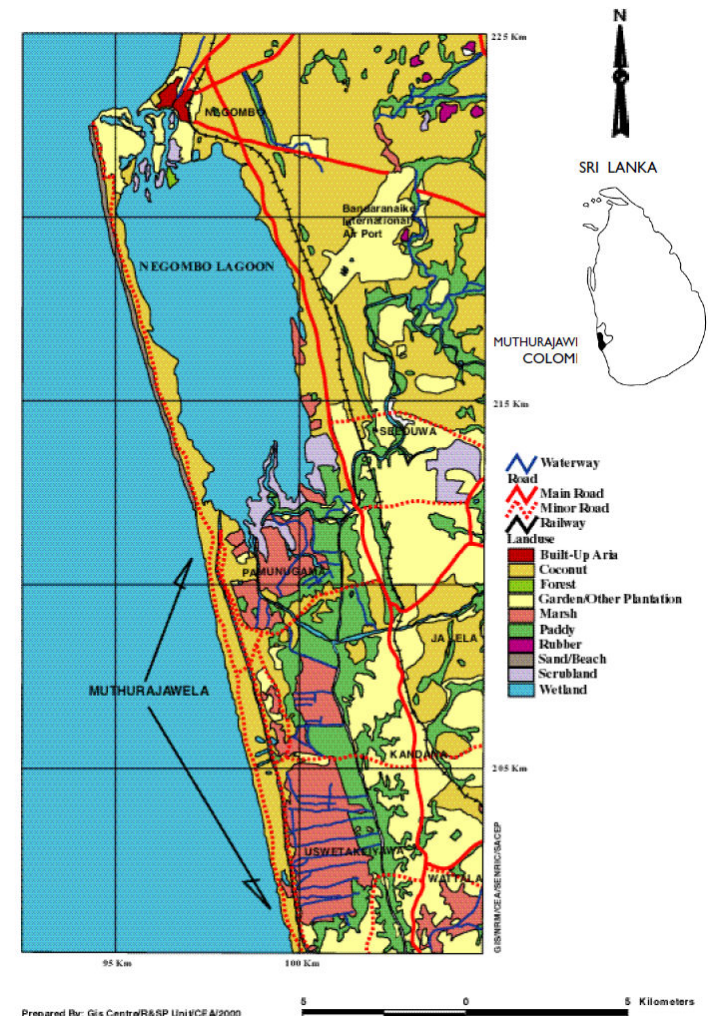 N
225 Km
NEGOMBO
SRI LANKA
Bandaranaike
International
Air Port
NEGOMBO LAGOON
MUTHURAJAWE
COLOMI
215 Km
SEEDUWA
Waterway
Road
Main Road
Minor Road
Railway
Landuse
Built-Up Aria
Coconut
Forest
Garden/Other Plantation
Marsh
Paddy
Rubber
Sand/Beach
Scrubland
Wetland
PAMUNUGAMA
JA ELA
MUTHURAJAWELA
KANDANA
205 Km
USWETAKEIYAWA
WATTALA
GIS/NRM/CEA/SENRIC/SACEP
95 Km
100 Km
5 0 5 Kilometers
Prepared By: Gis Centre/R&SP Unit/CEA/2000